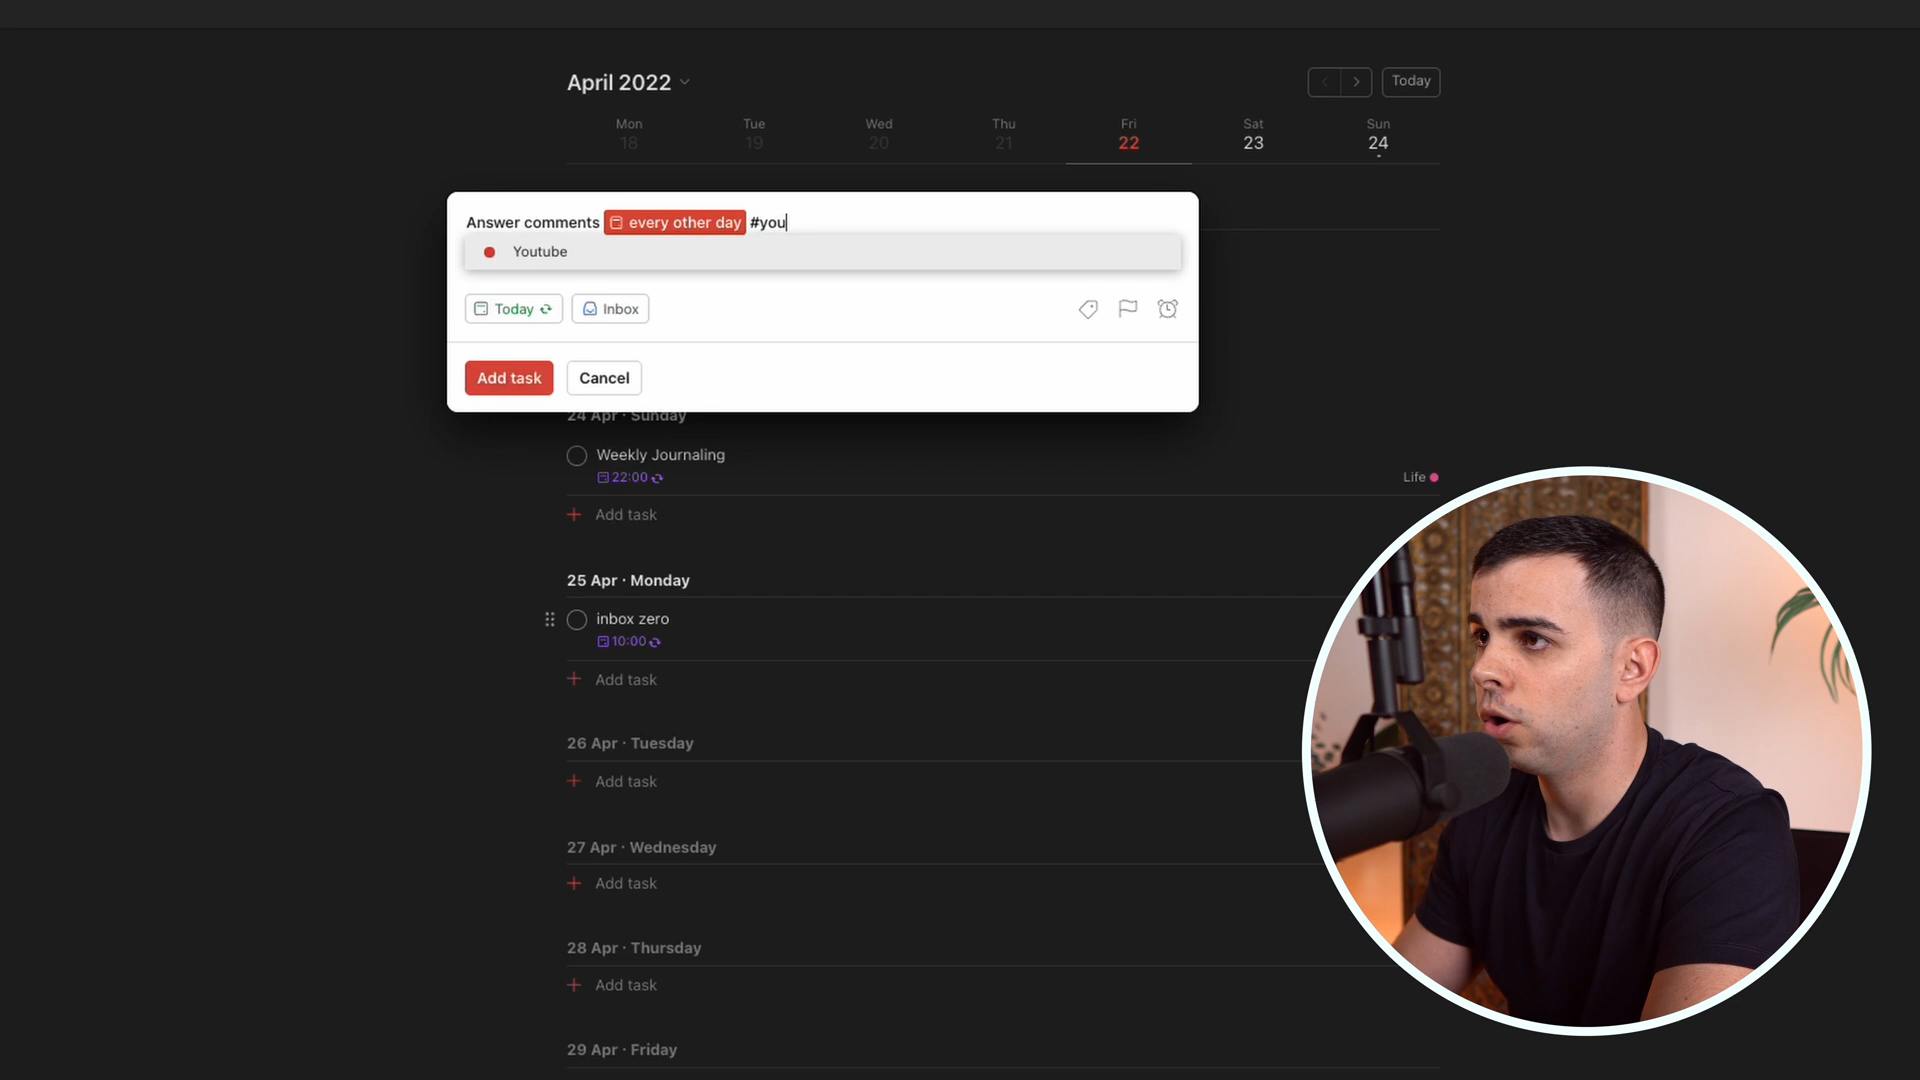 April 2022
Today
Mon Tue Wed Thu Fri Sat Sun
18 19 20 21 22 23 24
Answer comments every other day #you
Youtube
Today Inbox
Add task Cancel
24 Apr · Sunday
Weekly Journaling
22:00
Life
Add task
25 Apr · Monday
inbox zero
10:00
Add task
26 Apr · Tuesday
Add task
27 Apr · Wednesday
Add task
28 Apr · Thursday
Add task
29 Apr · Friday